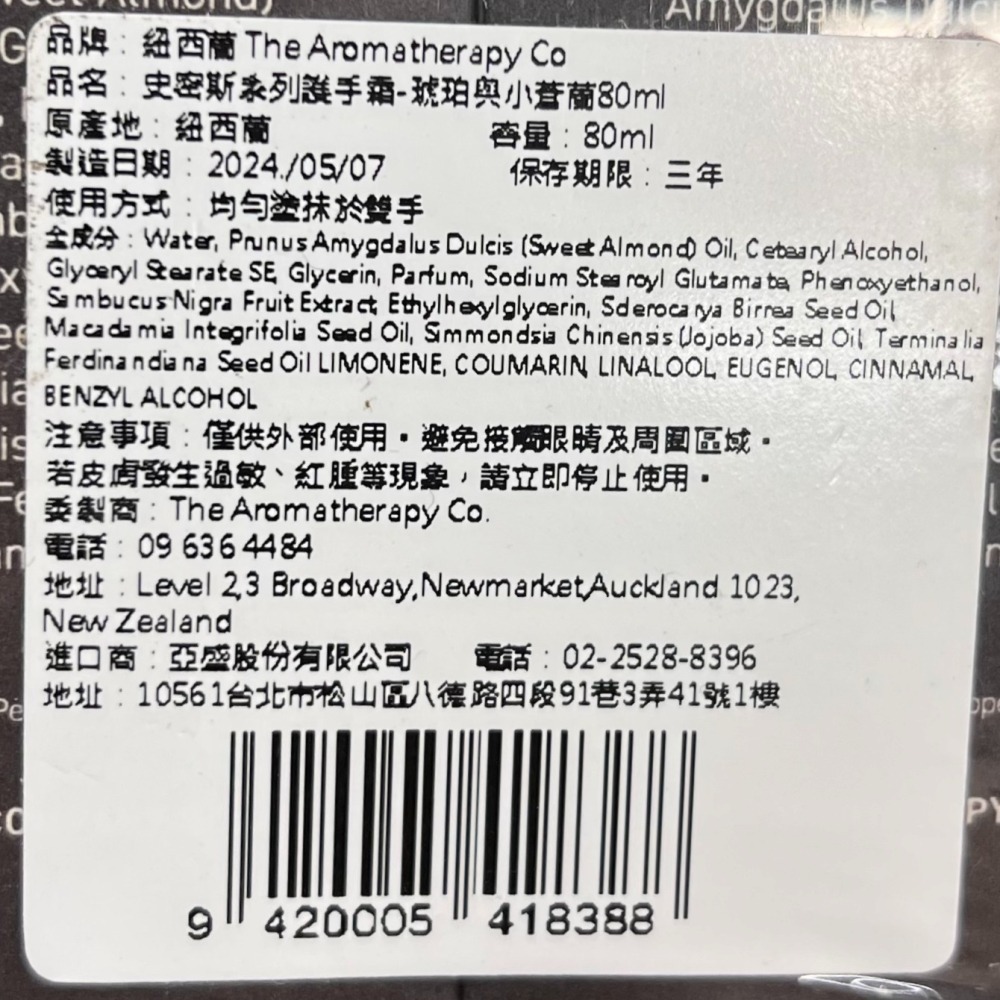 weet Almond)
Amygdalus Dulci
品牌：紐西蘭 The Aromatherapy Co
品名：史密斯系列護手霜-琥珀與小蒼蘭80ml
原產地：紐西蘭 容量：80ml
製造日期：2024./05/07 保存期限：三年
使用方式：均勻塗抹於雙手
全成分：Water, Prunus Amygdalus Dulcis (Sweet Almond) Oil, Cetearyl Alcohol,
Glyceryl Stearate SE, Glycerin, Parfum, Sodium Stearoyl Glutamate, Phenoxyethanol,
Sambucus Nigra Fruit Extract, Ethylhexylglycerin, Sderocarya Birrea Seed Oil,
Macadamia Integrifolia Seed Oil, Simmondsia Chinensis (Jojoba) Seed Oil, Terminalia
Ferdinandiana Seed Oil LIMONENE, COUMARIN, LINALOOL, EUGENOL, CINNAMAL,
BENZYL ALCOHOL
注意事項：僅供外部使用。避免接觸眼睛及周圍區域。
若皮膚發生過敏、紅腫等現象，請立即停止使用。
委製商：The Aromatherapy Co.
電話：09 636 4484
地址：Level 2,3 Broadway,Newmarket,Auckland 1023,
New Zealand
進口商：亞盛股份有限公司 電話：02-2528-8396
地址：10561台北市松山區八德路四段91巷3弄41號1樓
9 420005 418388